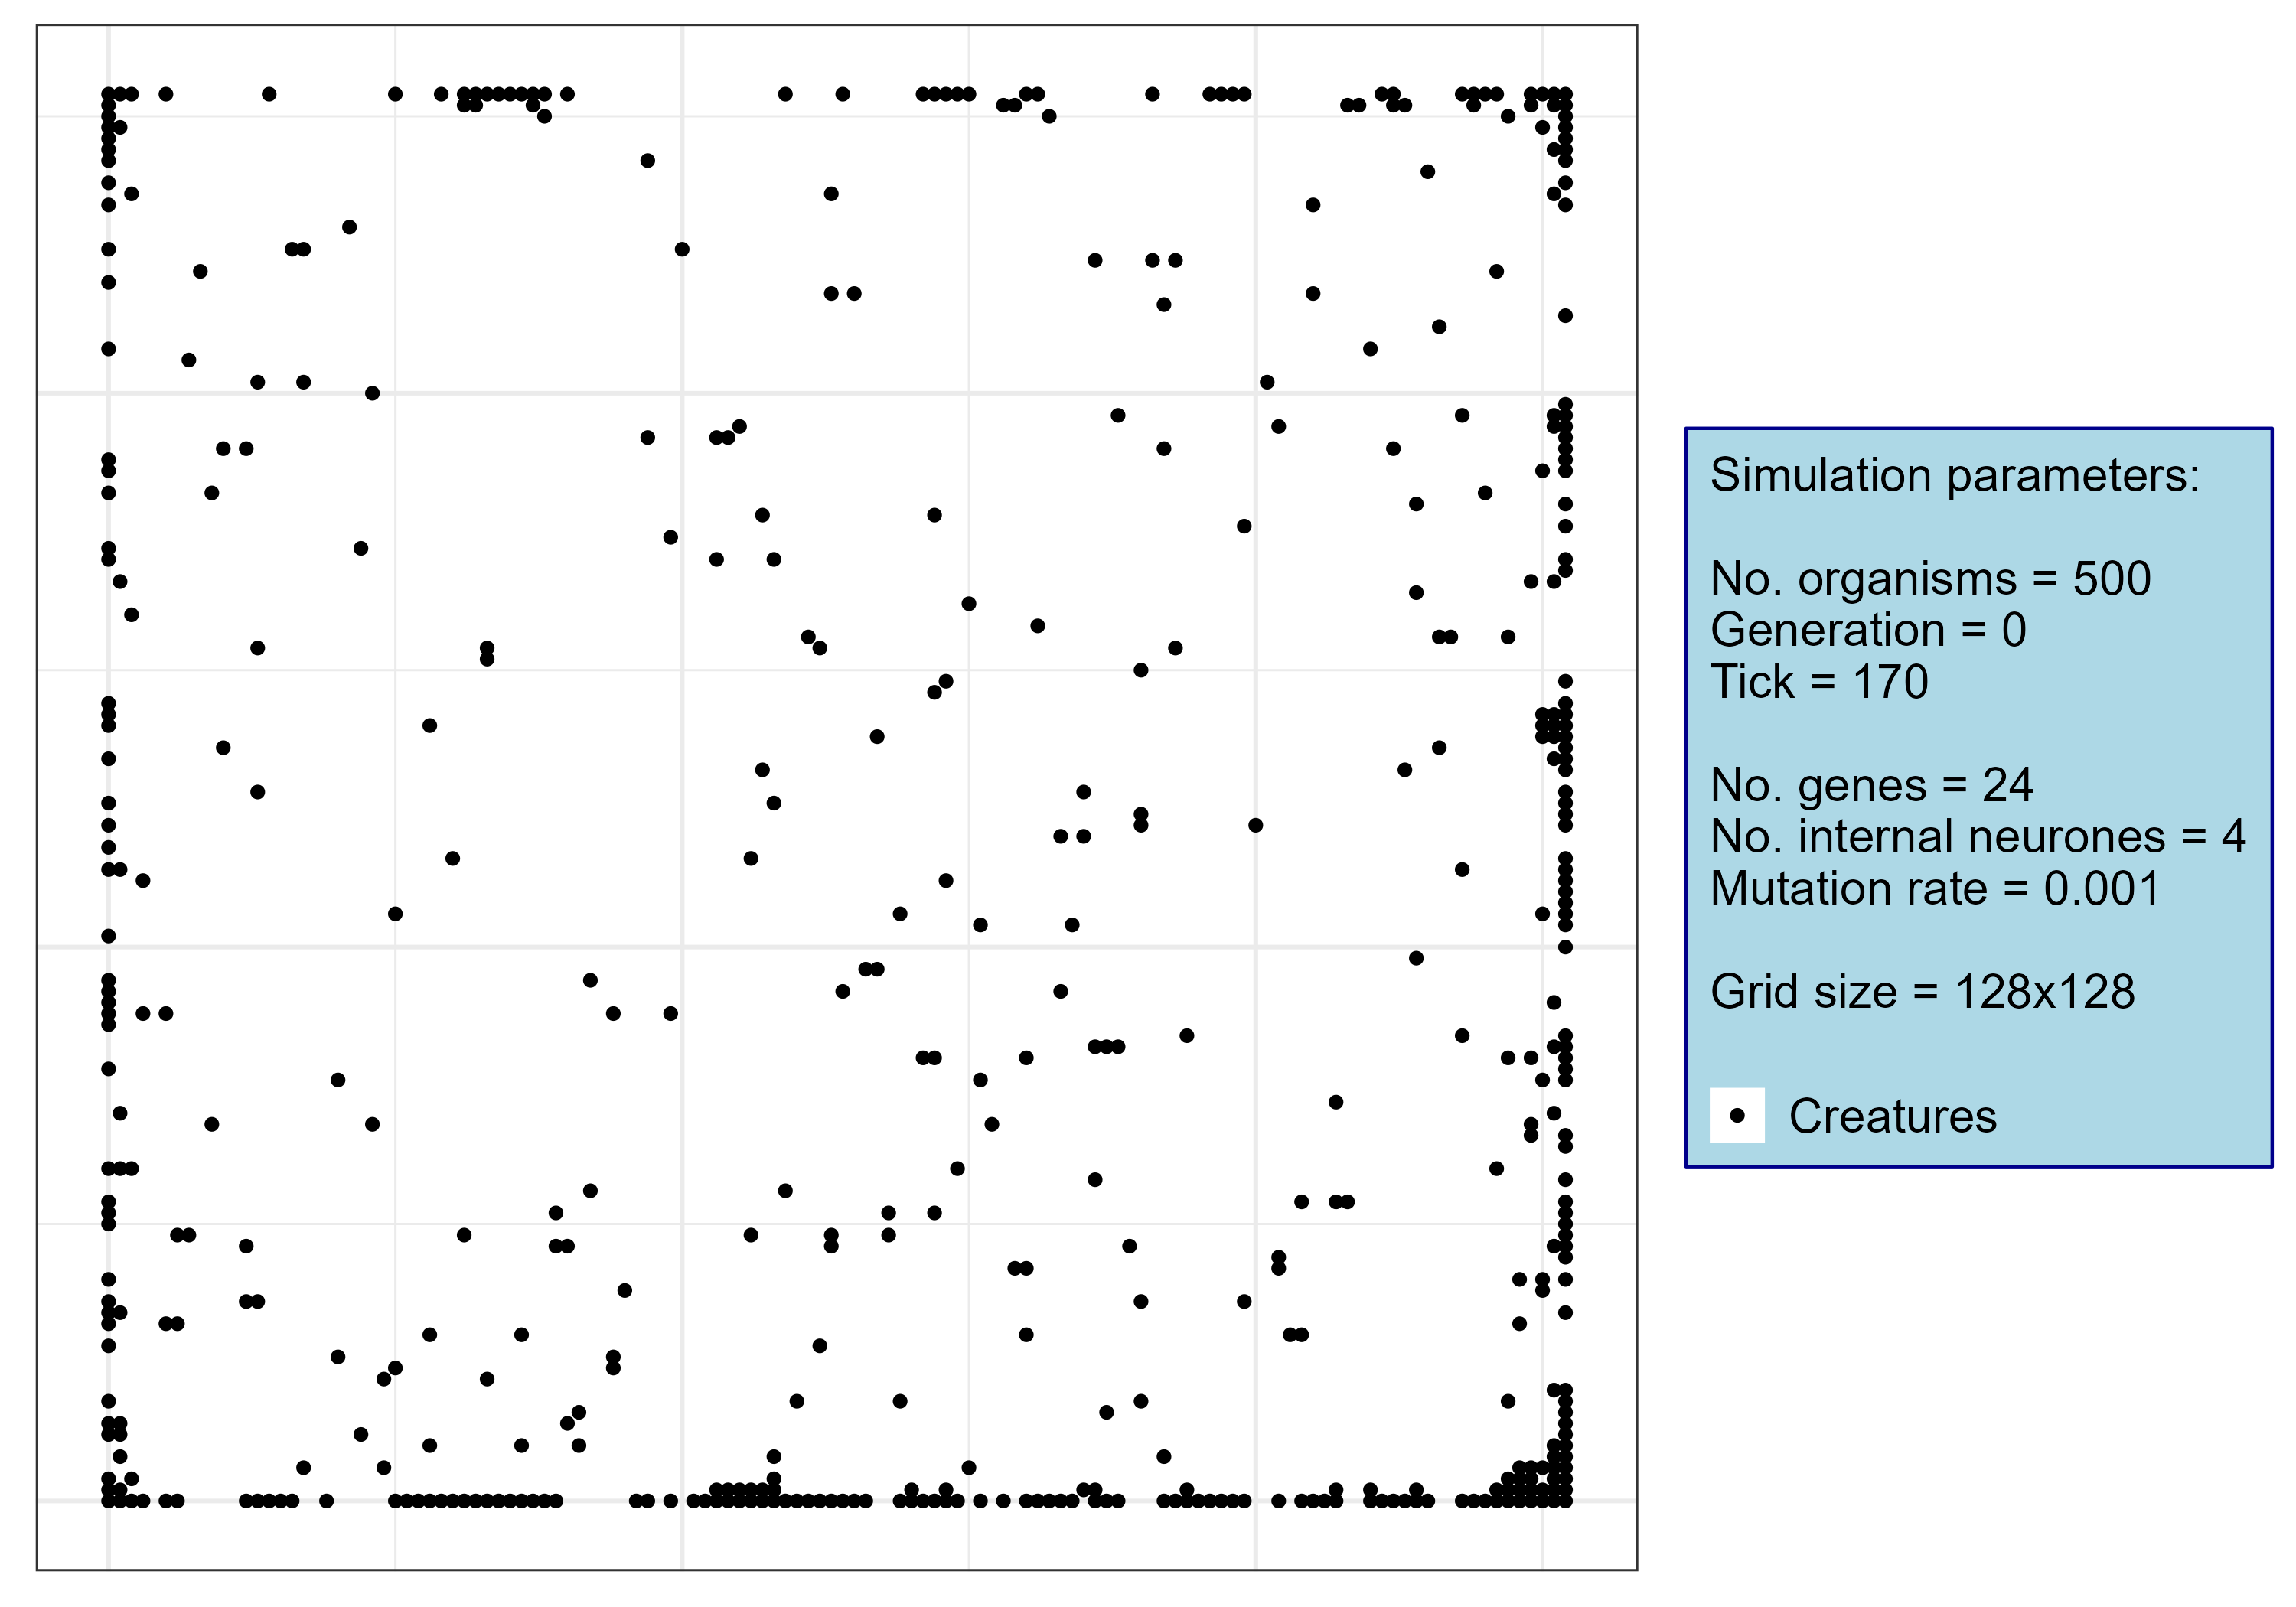 Simulation parameters:
No. organisms = 500
Generation = 0
Tick = 170
No. genes = 24
No. internal neurones = 4
Mutation rate = 0.001
Grid size = 128x128
Creatures